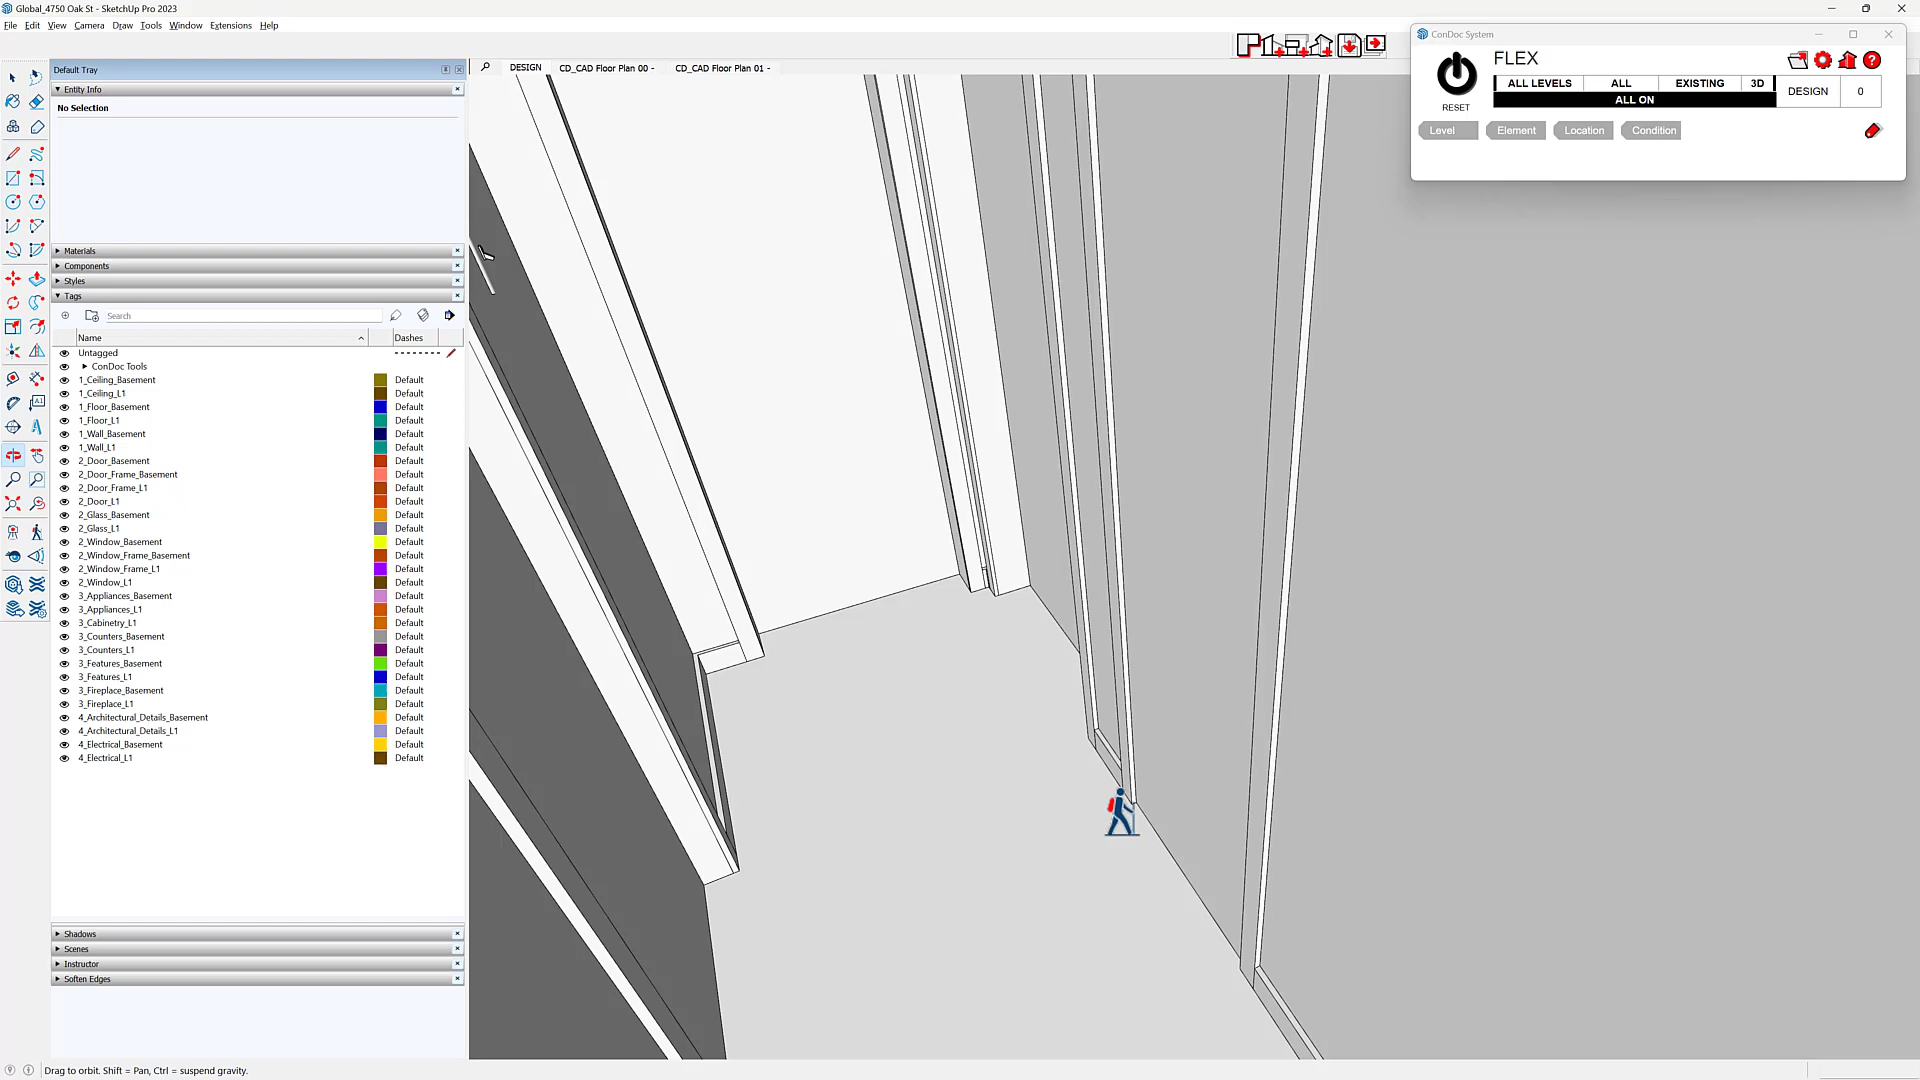 Global_4750 Oak St - SketchUp Pro 2023
File Edit View Camera Draw Tools Window Extensions Help
Default Tray
Entity Info
No Selection
Materials
Components
Styles
Tags
Search
Name Dashes
Untagged
ConDoc Tools
1_Ceiling_Basement Default
1_Ceiling_L1 Default
1_Floor_Basement Default
1_Floor_L1 Default
1_Wall_Basement Default
1_Wall_L1 Default
2_Door_Basement Default
2_Door_Frame_Basement Default
2_Door_Frame_L1 Default
2_Door_L1 Default
2_Glass_Basement Default
2_Glass_L1 Default
2_Window_Basement Default
2_Window_Frame_Basement Default
2_Window_Frame_L1 Default
2_Window_L1 Default
3_Appliances_Basement Default
3_Appliances_L1 Default
3_Cabinetry_L1 Default
3_Counters_Basement Default
3_Counters_L1 Default
3_Features_Basement Default
3_Features_L1 Default
3_Fireplace_Basement Default
3_Fireplace_L1 Default
4_Architectural_Details_Basement Default
4_Architectural_Details_L1 Default
4_Electrical_Basement Default
4_Electrical_L1 Default
Shadows
Scenes
Instructor
Soften Edges
DESIGN CD_CAD Floor Plan 00 - CD_CAD Floor Plan 01 -
ConDoc System
FLEX
RESET
ALL LEVELS ALL EXISTING 3D
ALL ON
DESIGN 0
Level Element Location Condition
Drag to orbit. Shift = Pan, Ctrl = suspend gravity.